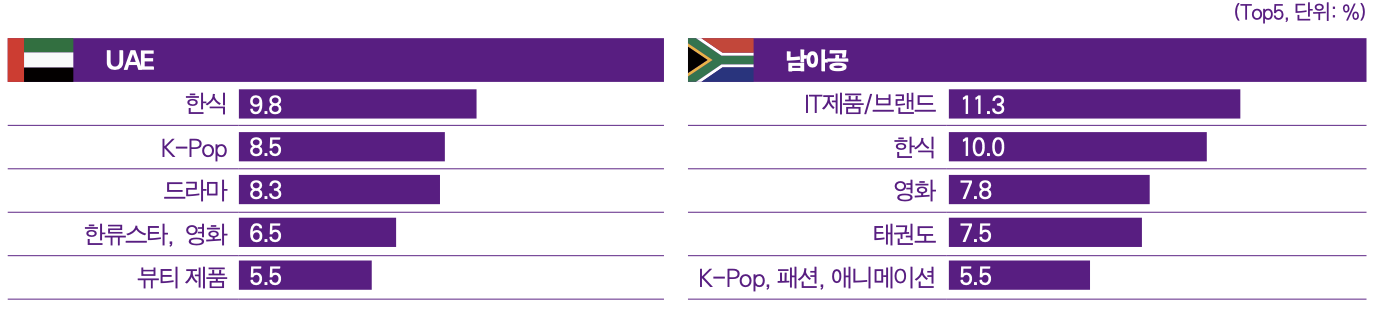 (Top5, 단위: %)
UAE
한식 9.8
K-Pop 8.5
드라마 8.3
한류스타, 영화 6.5
뷰티 제품 5.5
남아공
IT제품/브랜드 11.3
한식 10.0
영화 7.8
태권도 7.5
K-Pop, 패션, 애니메이션 5.5